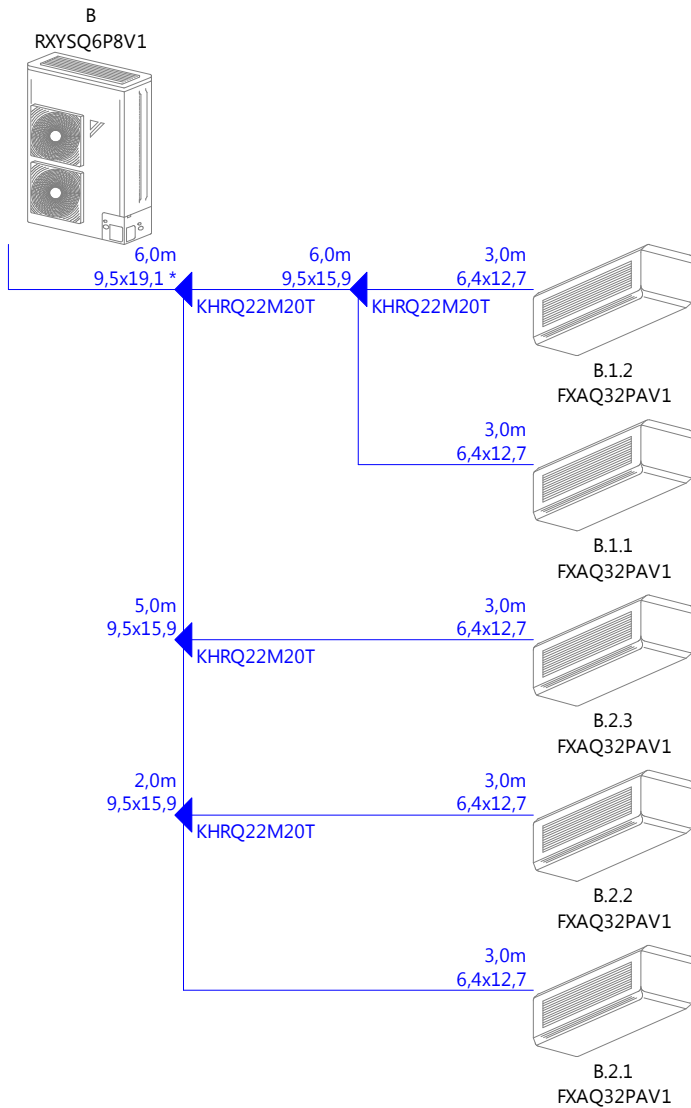 B
RXYSQ6P8V1
6,0m
9,5x19,1 *
KHRQ22M20T
6,0m
9,5x15,9
KHRQ22M20T
3,0m
6,4x12,7
B.1.2
FXAQ32PAV1
3,0m
6,4x12,7
B.1.1
FXAQ32PAV1
5,0m
9,5x15,9
KHRQ22M20T
3,0m
6,4x12,7
B.2.3
FXAQ32PAV1
2,0m
9,5x15,9
KHRQ22M20T
3,0m
6,4x12,7
B.2.2
FXAQ32PAV1
3,0m
6,4x12,7
B.2.1
FXAQ32PAV1